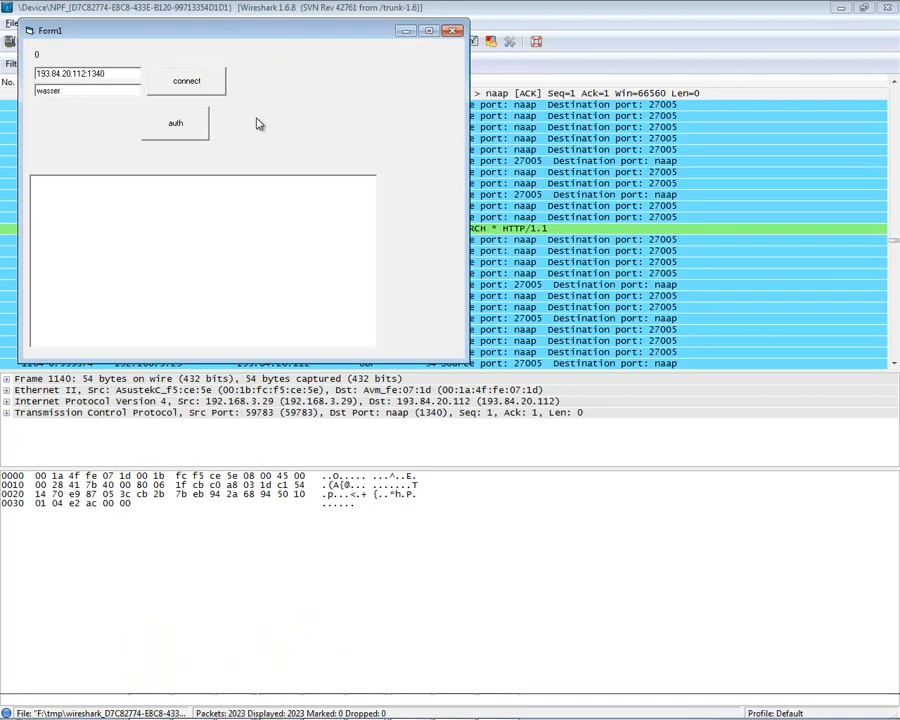 \Device\NPF_{D7C82774-E8C8-433E-B120-99713354D1D1} [Wireshark 1.6.8 (SVN Rev 42761 from /trunk-1.6)]
Form1
0
193.84.20.112:1340
connect
wasser
auth
No.
> naap [ACK] Seq=1 Ack=1 Win=66560 Len=0
e port: naap Destination port: 27005
e port: naap Destination port: 27005
e port: naap Destination port: 27005
e port: naap Destination port: 27005
e port: naap Destination port: 27005
e port: 27005 Destination port: naap
e port: naap Destination port: 27005
e port: naap Destination port: 27005
e port: 27005 Destination port: naap
e port: naap Destination port: 27005
e port: naap Destination port: 27005
RCH * HTTP/1.1
e port: naap Destination port: 27005
e port: naap Destination port: 27005
e port: naap Destination port: 27005
e port: naap Destination port: 27005
e port: 27005 Destination port: naap
e port: naap Destination port: 27005
e port: naap Destination port: 27005
e port: 27005 Destination port: naap
e port: naap Destination port: 27005
e port: 27005 Destination port: naap
e port: naap Destination port: 27005
Frame 1140: 54 bytes on wire (432 bits), 54 bytes captured (432 bits)
Ethernet II, Src: AsustekC_f5:ce:5e (00:1b:fc:f5:ce:5e), Dst: Avm_fe:07:1d (00:1a:4f:fe:07:1d)
Internet Protocol Version 4, Src: 192.168.3.29 (192.168.3.29), Dst: 193.84.20.112 (193.84.20.112)
Transmission Control Protocol, Src Port: 59783 (59783), Dst Port: naap (1340), Seq: 1, Ack: 1, Len: 0
0000 00 1a 4f fe 07 1d 00 1b fc f5 ce 5e 08 00 45 00 ..O..... ...^..E.
0010 00 28 41 7b 40 00 80 06 1f cb c0 a8 03 1d c1 54 .(A{@... .......T
0020 14 70 e9 87 05 3c cb 2b 7b eb 94 2a 68 94 50 10 .p...<.+ {..*h.P.
0030 01 04 e2 ac 00 00 ......
File: "F:\tmp\wireshark_D7C82774-E8C8-433... Packets: 2023 Displayed: 2023 Marked: 0 Dropped: 0 Profile: Default